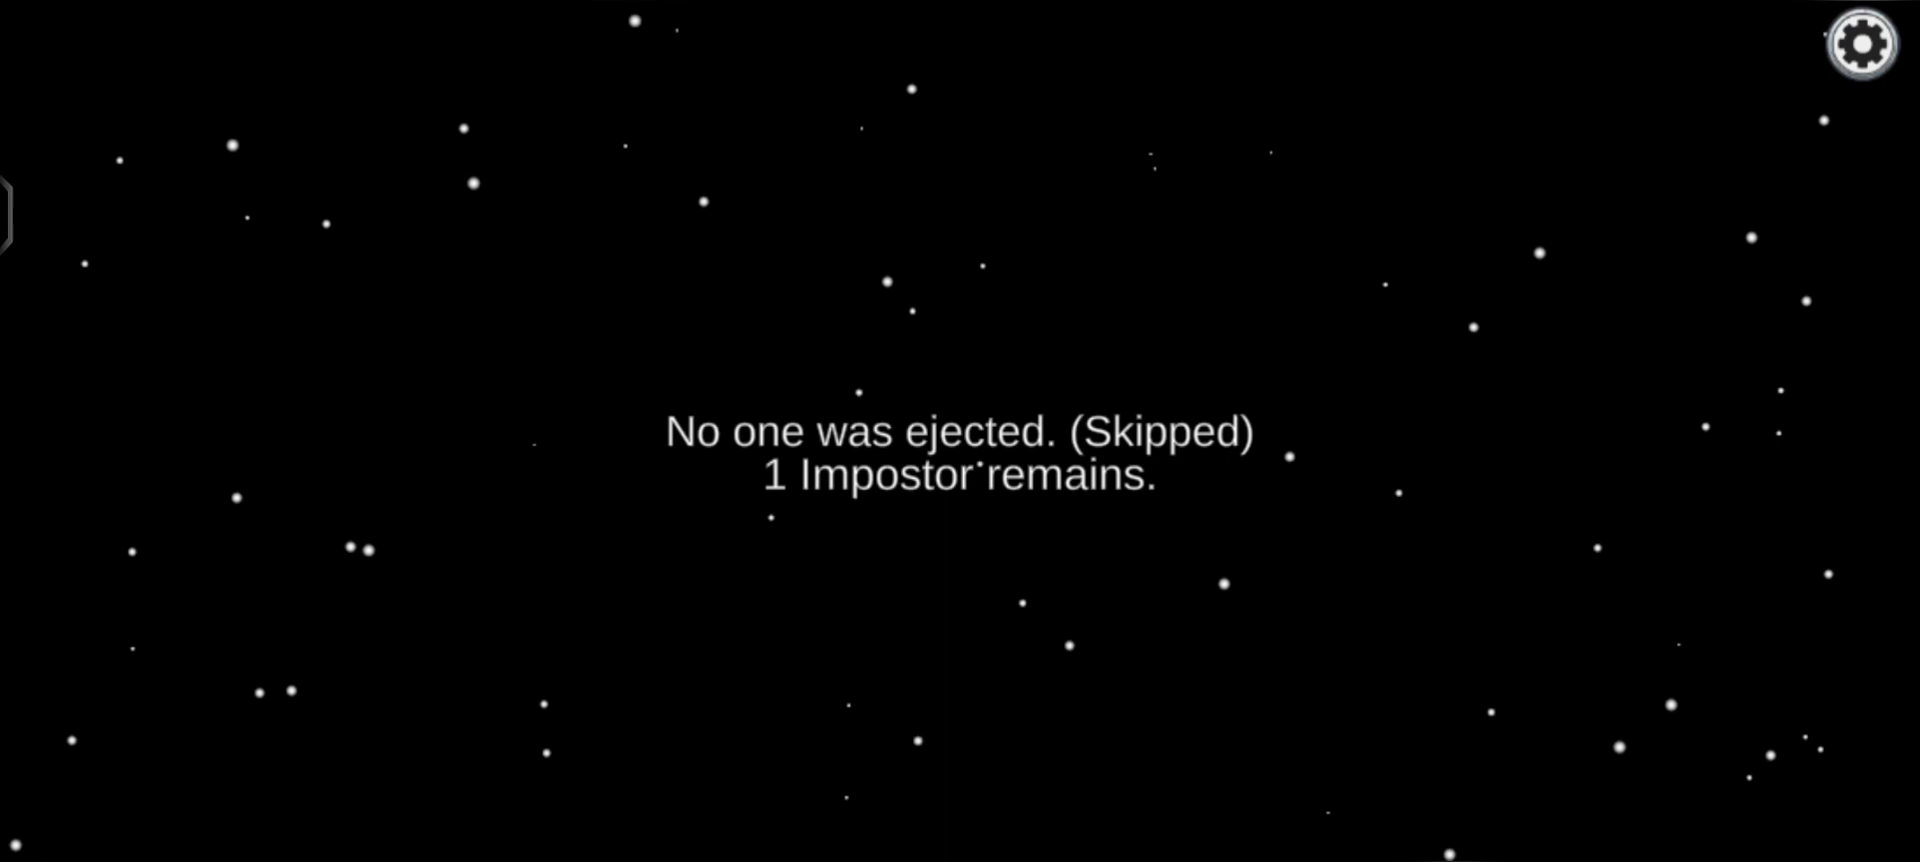 No one was ejected. (Skipped)
1 Impostor remains.